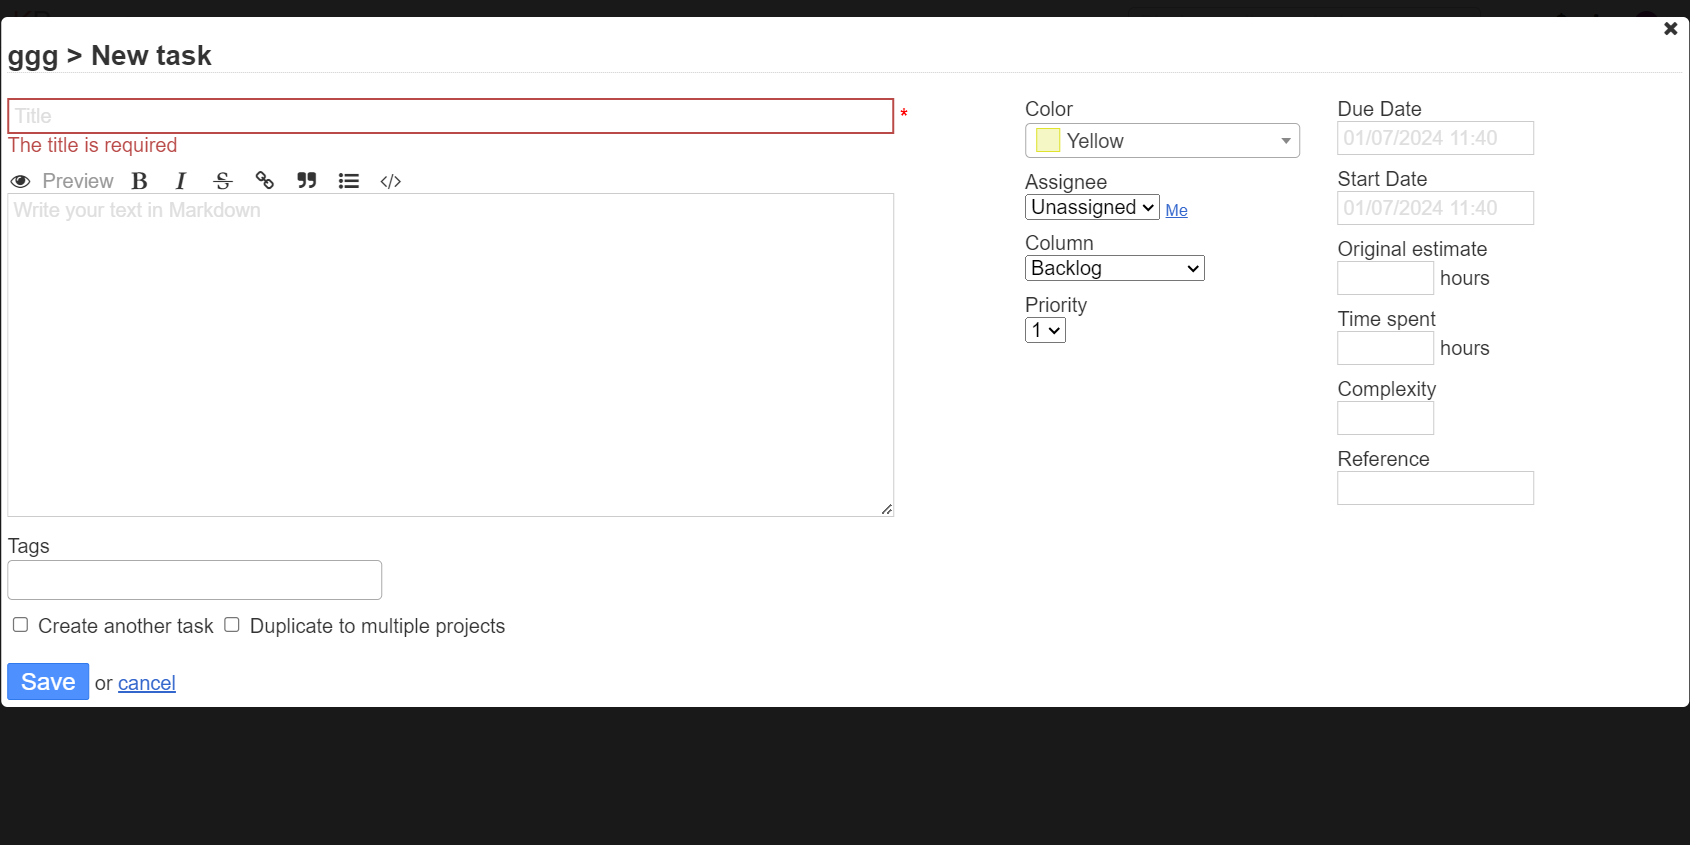 ggg > New task
Title *
The title is required
Preview B I S </>
Write your text in Markdown
Tags
Create another task Duplicate to multiple projects
Save or cancel
Color
Yellow
Assignee
Unassigned Me
Column
Backlog
Priority
1
Due Date
01/07/2024 11:40
Start Date
01/07/2024 11:40
Original estimate
hours
Time spent
hours
Complexity
Reference